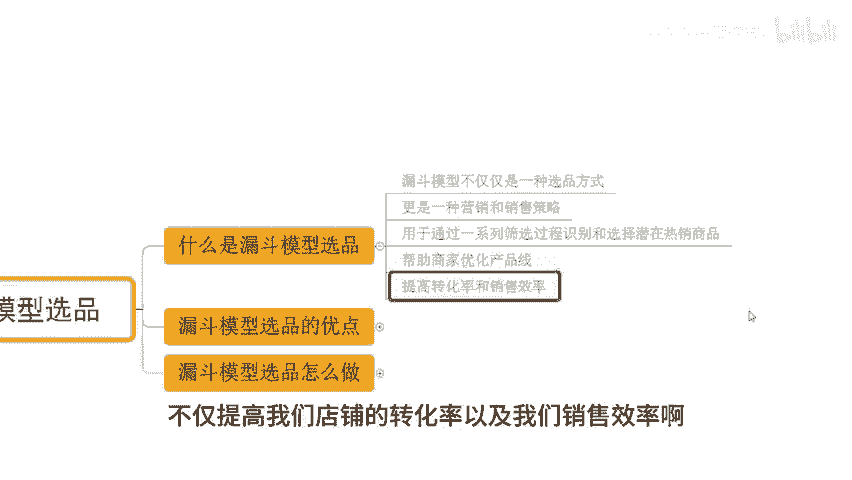 bilibili
漏斗模型不仅仅是一种选品方式
更是一种营销和销售策略
什么是漏斗模型选品
用于通过一系列筛选过程识别和选择潜在热销商品
帮助商家优化产品线
提高转化率和销售效率
模型选品
漏斗模型选品的优点
漏斗模型选品怎么做
不仅提高我们店铺的转化率以及我们销售效率啊